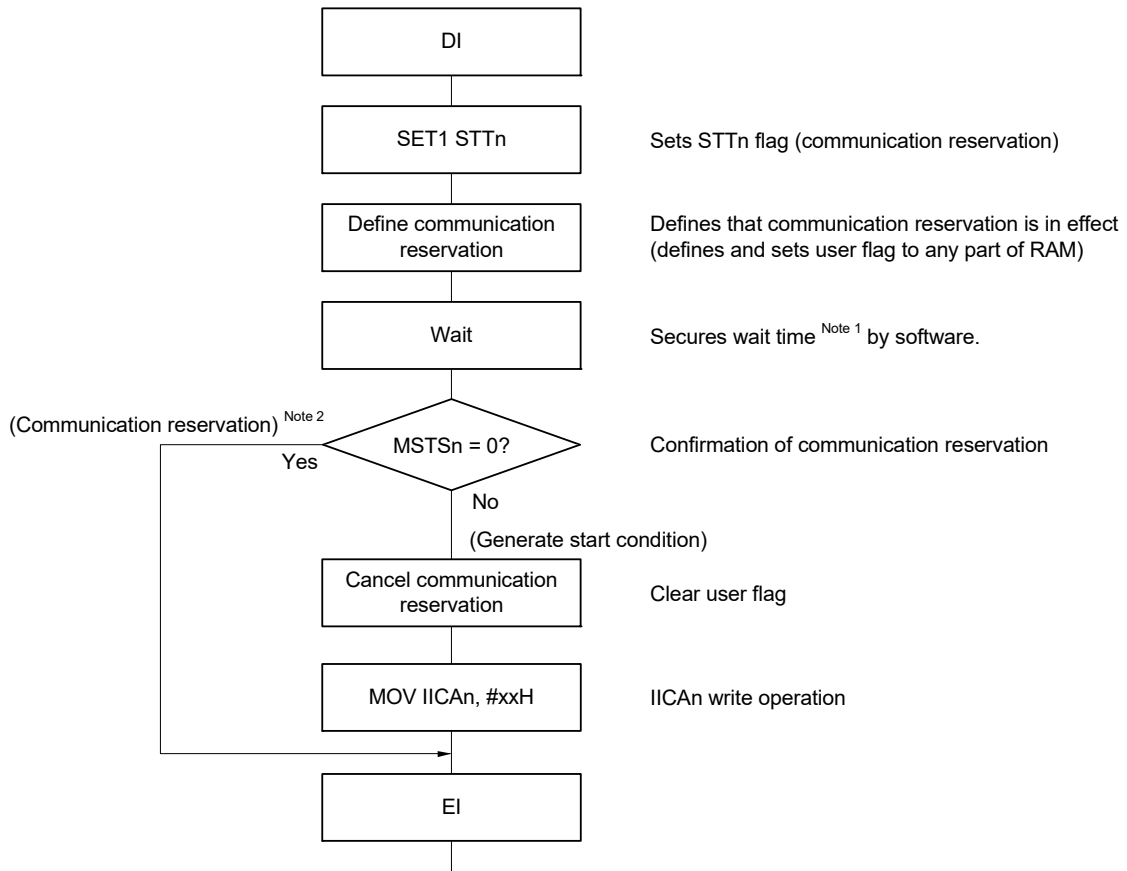 DI
SET1 STTn
Sets STTn flag (communication reservation)
Define communication
reservation
Defines that communication reservation is in effect
(defines and sets user flag to any part of RAM)
Wait
Secures wait time Note 1 by software.
(Communication reservation) Note 2
MSTSn = 0?
Confirmation of communication reservation
Yes
No
(Generate start condition)
Cancel communication
reservation
Clear user flag
MOV IICAn, #xxH
IICAn write operation
EI